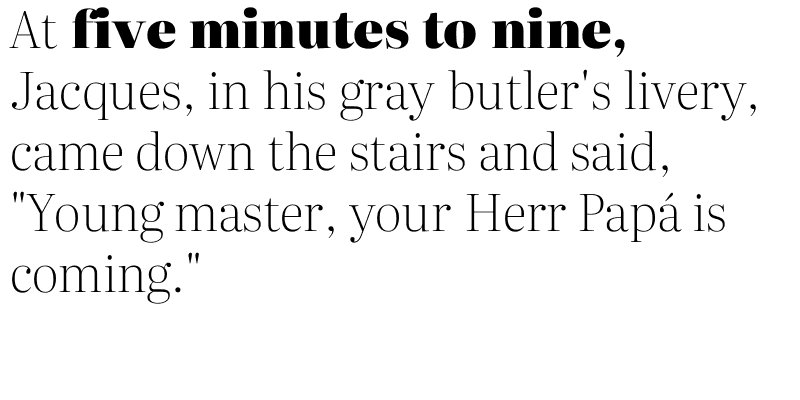 At five minutes to nine,
Jacques, in his gray butler's livery,
came down the stairs and said,
"Young master, your Herr Papá is
coming."